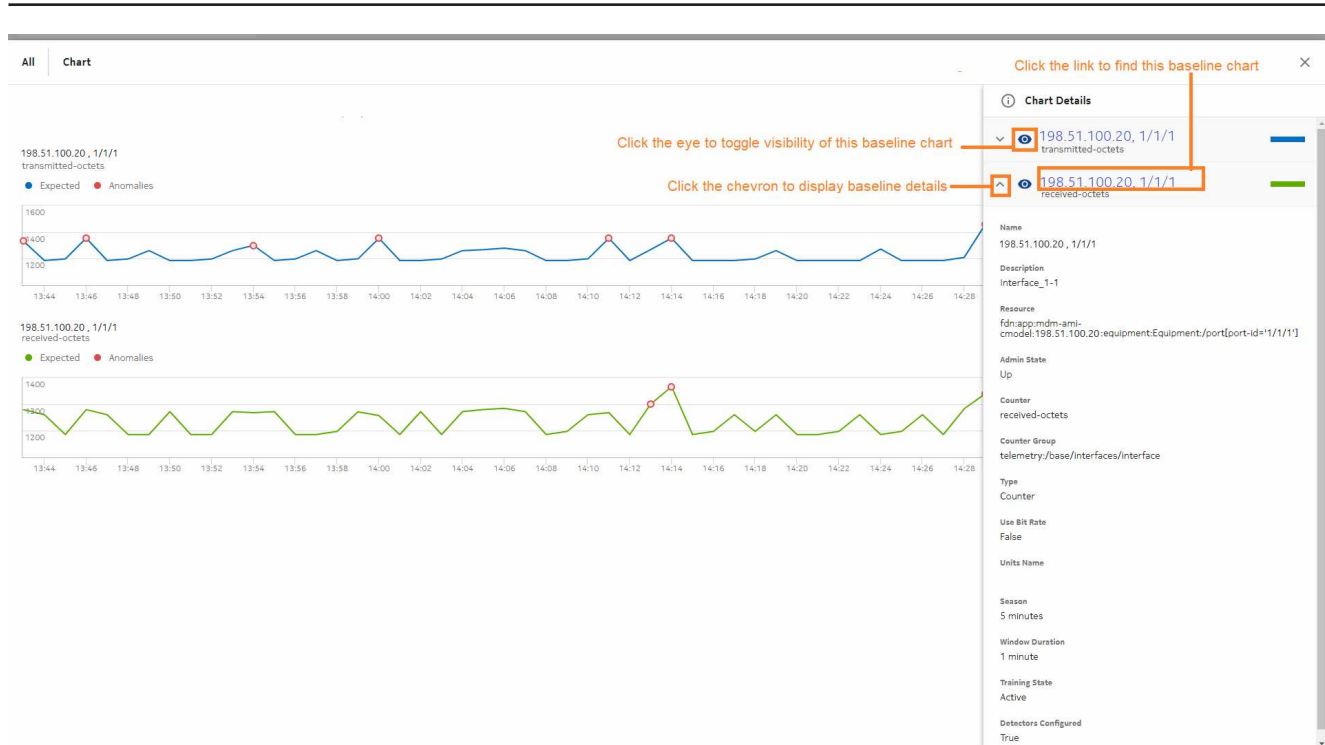 All
Chart
Click the link to find this baseline chart
Chart Details
Click the eye to toggle visibility of this baseline chart
198.51.100.20, 1/1/1
transmitted-octets
Click the chevron to display baseline details
198.51.100.20, 1/1/1
received-octets
198.51.100.20 , 1/1/1
transmitted-octets
Expected
Anomalies
1600
1400
1200
13:44 13:46 13:48 13:50 13:52 13:54 13:56 13:58 14:00 14:02 14:04 14:06 14:08 14:10 14:12 14:14 14:16 14:18 14:20 14:22 14:24 14:26 14:28
198.51.100.20 , 1/1/1
received-octets
Expected
Anomalies
1400
1300
1200
13:44 13:46 13:48 13:50 13:52 13:54 13:56 13:58 14:00 14:02 14:04 14:06 14:08 14:10 14:12 14:14 14:16 14:18 14:20 14:22 14:24 14:26 14:28
Name
198.51.100.20 , 1/1/1
Description
Interface_1-1
Resource
fdn:app:mdm-ami-
cmodel:198.51.100.20:equipment:Equipment:/port[port-id='1/1/1']
Admin State
Up
Counter
received-octets
Counter Group
telemetry:/base/interfaces/interface
Type
Counter
Use Bit Rate
False
Units Name
Season
5 minutes
Window Duration
1 minute
Training State
Active
Detectors Configured
True